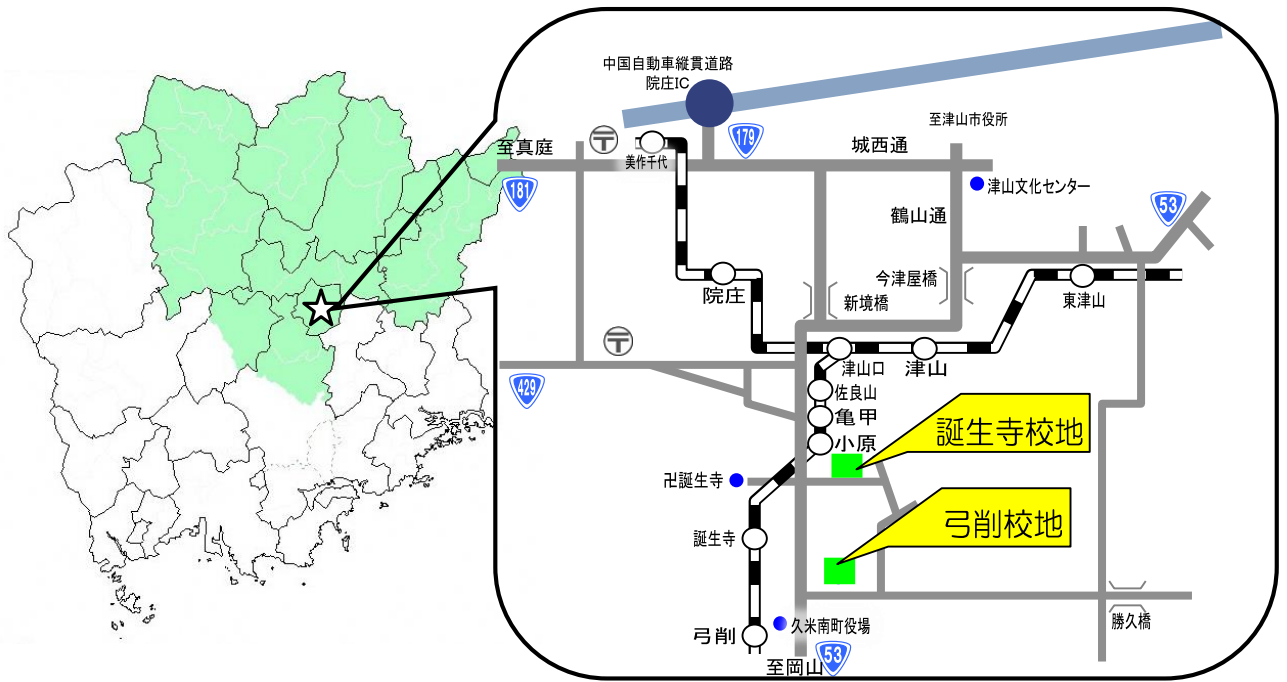 中国自動車縦貫道路
院庄IC
至津山市役所
179
城西通
至真庭
〒
美作千代
181
津山文化センター
53
鶴山通
今津屋橋
院庄
新境橋
東津山
〒
津山口
津山
429
佐良山
亀甲
小原
誕生寺校地
卍誕生寺
弓削校地
誕生寺
勝久橋
久米南町役場
弓削
至岡山
53